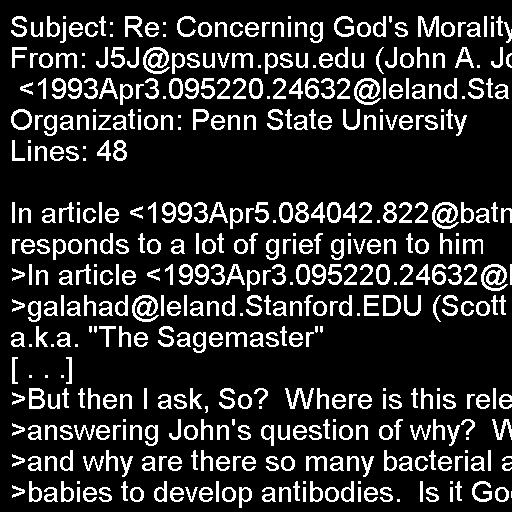 Subject: Re: Concerning God's Morality
From: J5J@psuvm.psu.edu (John A. Jo
<1993Apr3.095220.24632@leland.Sta
Organization: Penn State University
Lines: 48

In article <1993Apr5.084042.822@batn
responds to a lot of grief given to him
>In article <1993Apr3.095220.24632@l
>galahad@leland.Stanford.EDU (Scott
a.k.a. "The Sagemaster"
[ . . .]
>But then I ask, So?  Where is this rele
>answering John's question of why?  W
>and why are there so many bacterial a
>babies to develop antibodies.  Is it Go